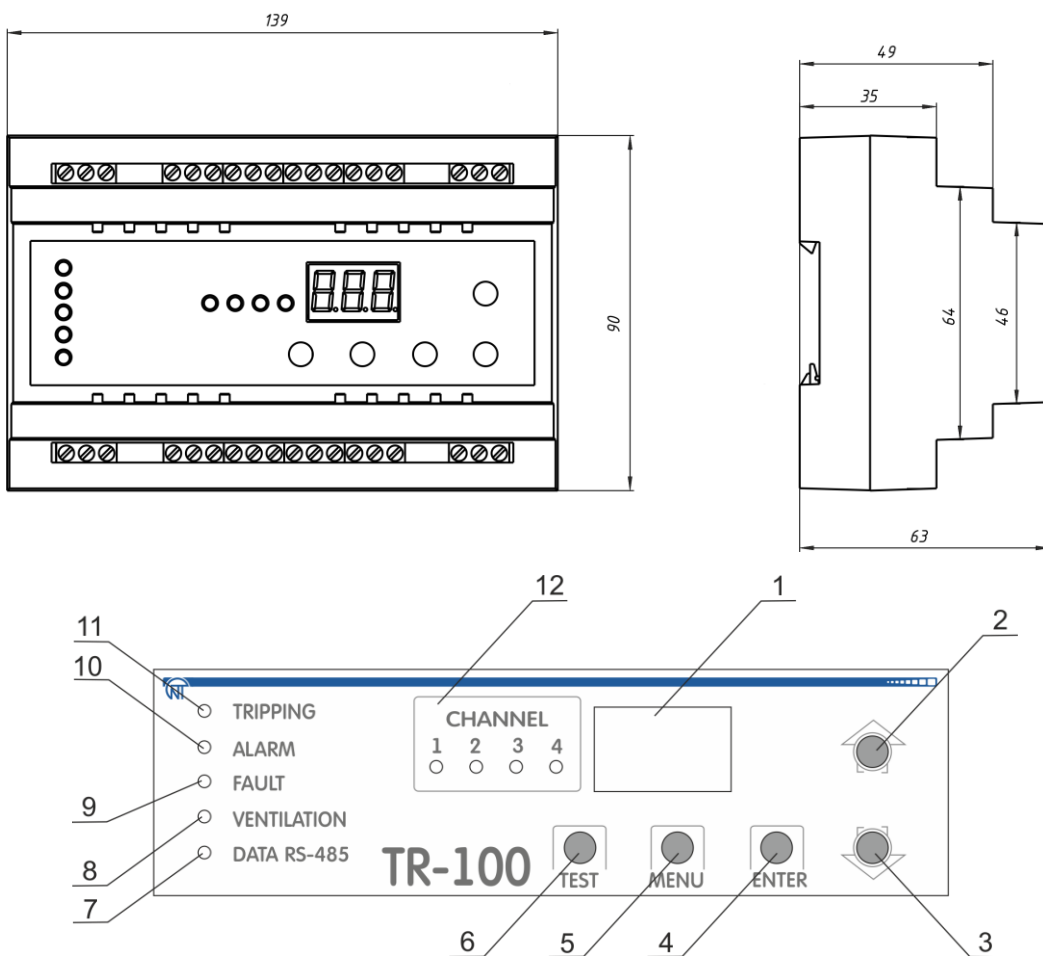 139
49
35
90
64
46
63
12
1
2
11
10
9
8
7
TRIPPING
ALARM
FAULT
VENTILATION
DATA RS-485
CHANNEL
1 2 3 4
TR-100
TEST
MENU
ENTER
6
5
4
3